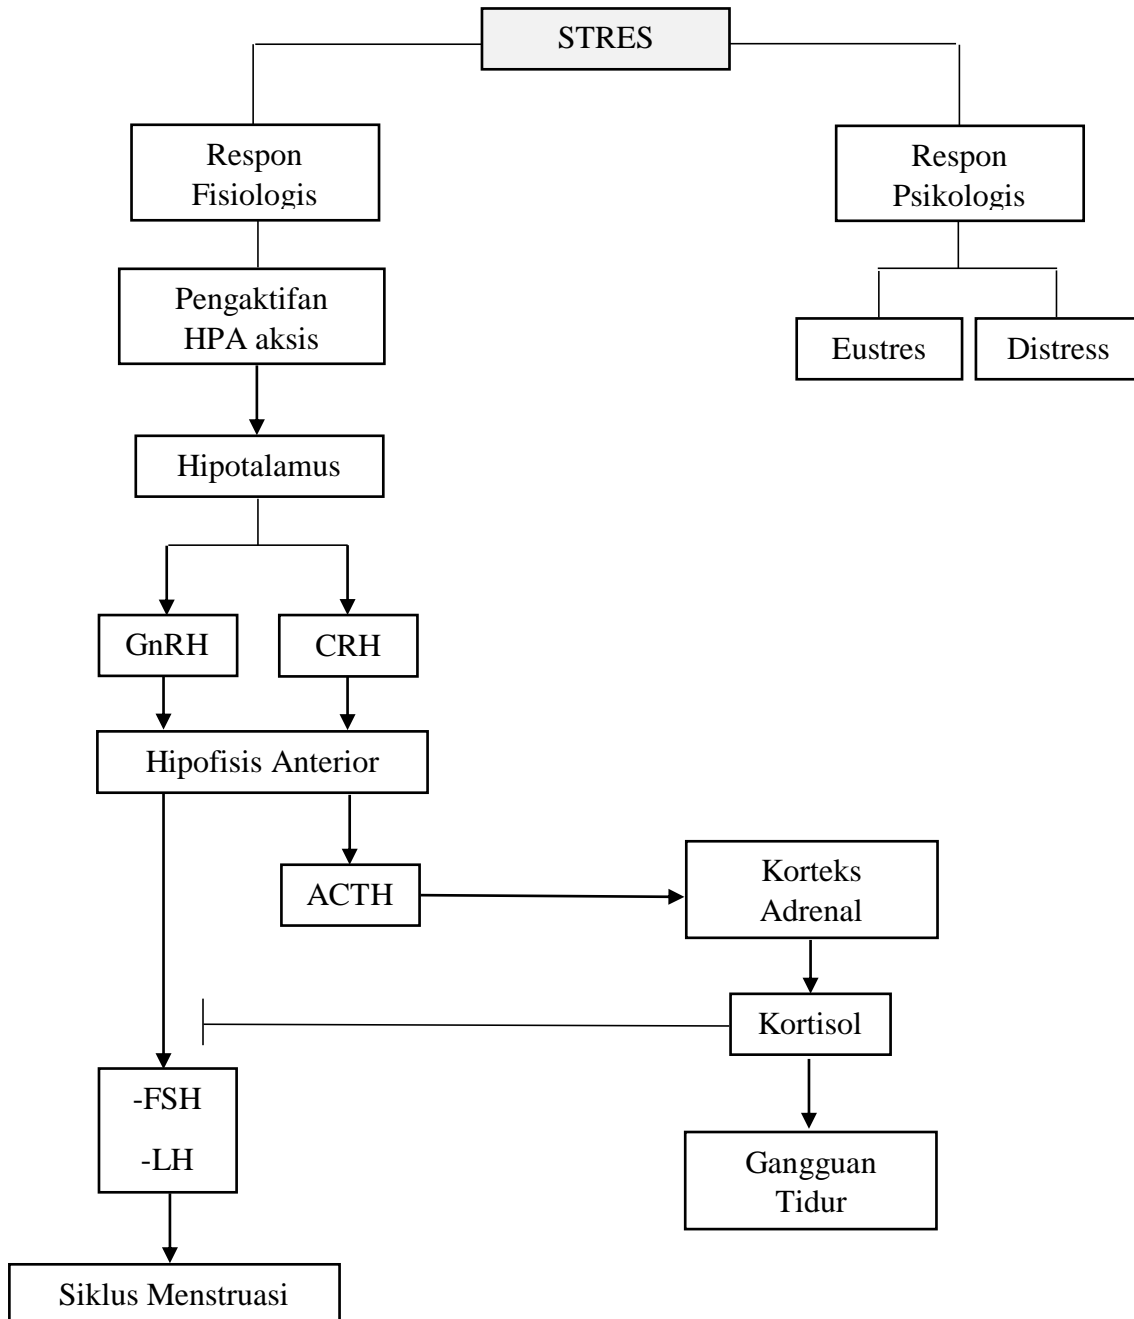 STRES
Respon
Fisiologis
Respon
Psikologis
Pengaktifan
HPA aksis
Eustres
Distress
Hipotalamus
GnRH
CRH
Hipofisis Anterior
ACTH
Korteks
Adrenal
Kortisol
-FSH
-LH
Gangguan
Tidur
Siklus Menstruasi